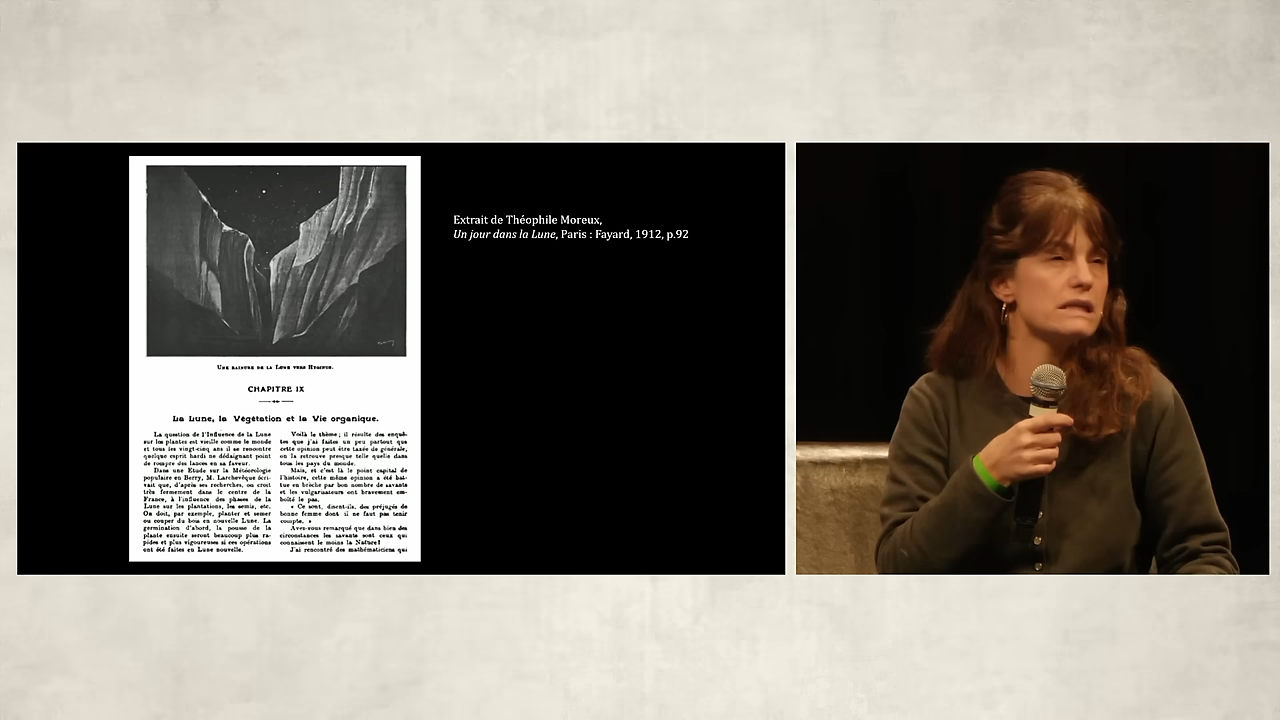 UNE RAINURE DE LA LUNE VERS HYGINUS.
CHAPITRE IX
La Lune, la Végétation et la Vie organique.
La question de l'Influence de la Lune
sur les plantes est vieille comme le monde
et tous les vingt-cinq ans il se rencontre
quelque esprit hardi ne dédaignant point
de rompre des lances en sa faveur.
Dans une Etude sur la Météorologie
populaire en Berry, M. Larchevêque écri-
vait que, d'après ses recherches, on croit
très fermement dans le centre de la
France, à l'influence des phases de la
Lune sur les plantations, les semis, etc.
On doit, par exemple, planter et semer
ou couper du bois en nouvelle Lune. La
germination d'abord, la pousse de la
plante ensuite seront beaucoup plus ra-
pides et plus vigoureuses si ces opérations
ont été faites en Lune nouvelle.
Voilà le thème ; il résulte des enquê-
tes que j'ai faites un peu partout que
cette opinion peut être taxée de générale,
on la retrouve presque telle quelle dans
tous les pays du monde.
Mais, et c'est là le point capital de
l'histoire, cette même opinion a été bat-
tue en brèche par bon nombre de savants
et les vulgarisateurs ont bravement em-
boîté le pas.
« Ce sont, disent-ils, des préjugés de
bonne femme dont il ne faut pas tenir
compte. »
Avez-vous remarqué que dans bien des
circonstances les savants sont ceux qui
connaissent le moins la Nature !
J'ai rencontré des mathématiciens qui
Extrait de Théophile Moreux,
Un jour dans la Lune, Paris : Fayard, 1912, p.92